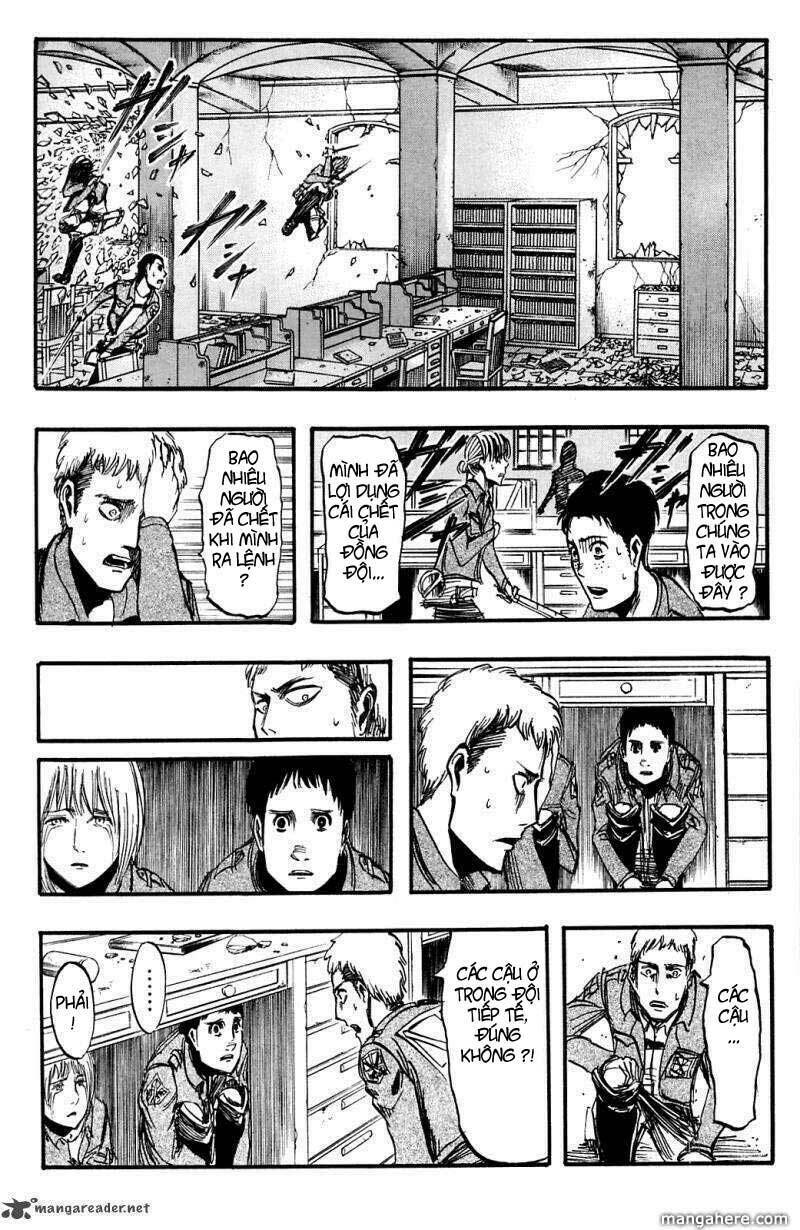 BAO
NHIÊU
NGƯỜI
TRONG
CHÚNG
TA VÀO
ĐƯỢC
ĐÂY ?
MÌNH ĐÃ
LỢI DỤNG
CÁI CHẾT
CỦA
ĐỒNG
ĐỘI...
BAO
NHIÊU
NGƯỜI
ĐÃ CHẾT
KHI MÌNH
RA LỆNH
?
CÁC
CẬU
...
CÁC CẬU Ở
TRONG ĐỘI
TIẾP TẾ,
ĐÚNG
KHÔNG ?!
....
PHẢI
!
mangareader.net
mangahere.com